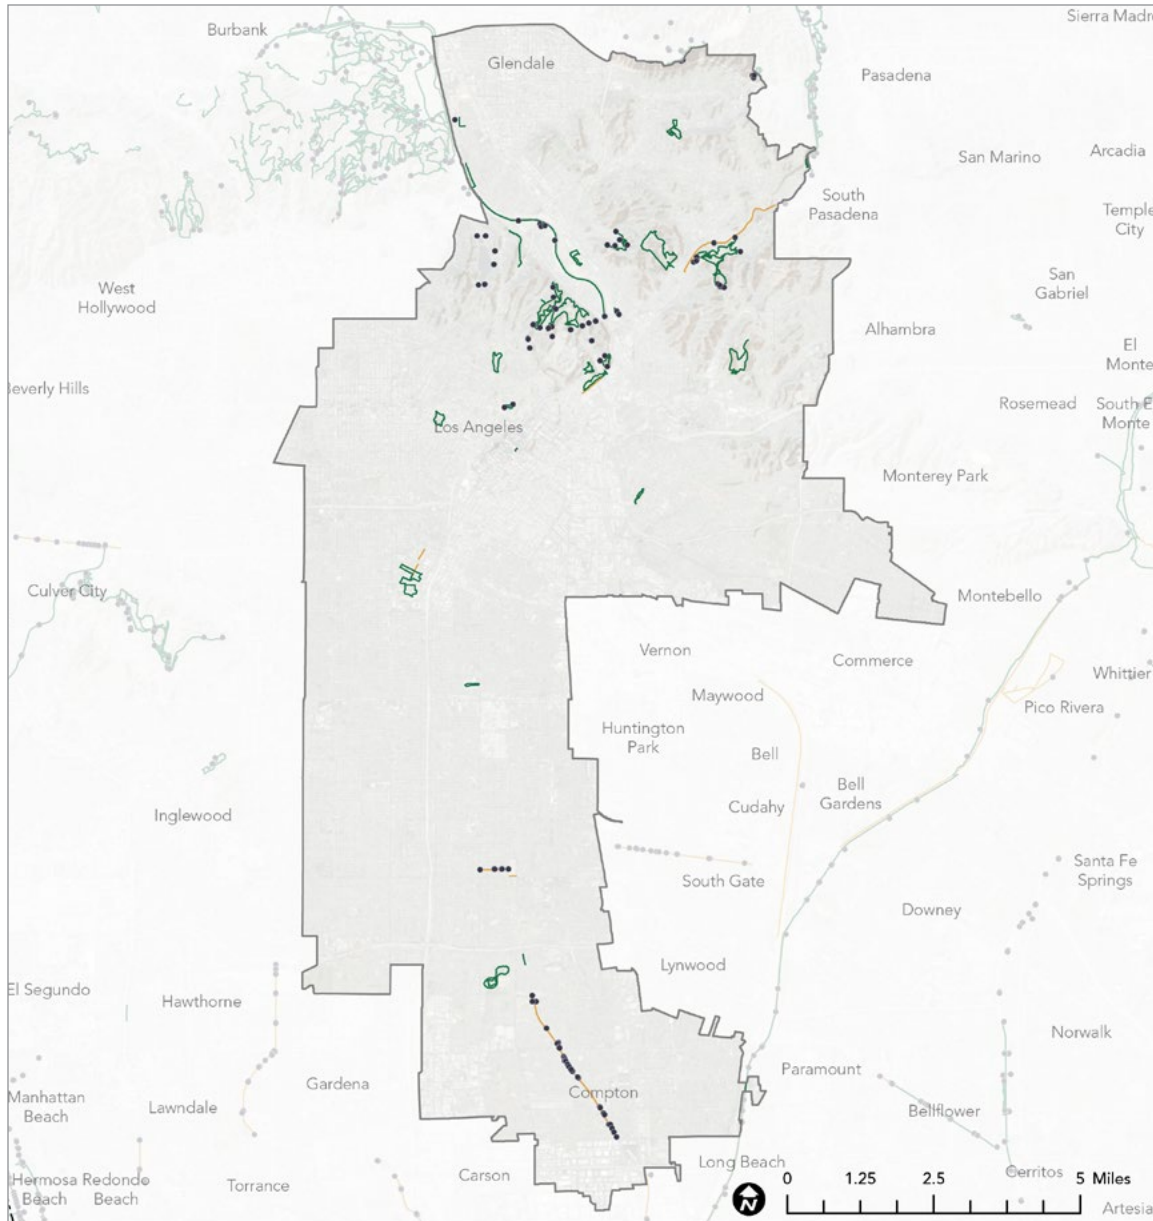 Sierra Madr
Burbank
Glendale
Pasadena
San Marino
Arcadia
South
Pasadena
Temple
City
West
Hollywood
San
Gabriel
Alhambra
El
Monte
Beverly Hills
Rosemead
South E
Monte
Los Angeles
Monterey Park
Culver City
Montebello
Vernon
Commerce
Whittier
Maywood
Pico Rivera
Huntington
Park
Bell
Bell
Gardens
Cudahy
Inglewood
Santa Fe
Springs
South Gate
Downey
Lynwood
El Segundo
Hawthorne
Norwalk
Paramount
Gardena
Compton
Manhattan
Beach
Lawndale
Bellflower
Long Beach
Carson
Hermosa
Beach
Redondo
Beach
Torrance
Cerritos
0 1.25 2.5 5 Miles
N
Artesia